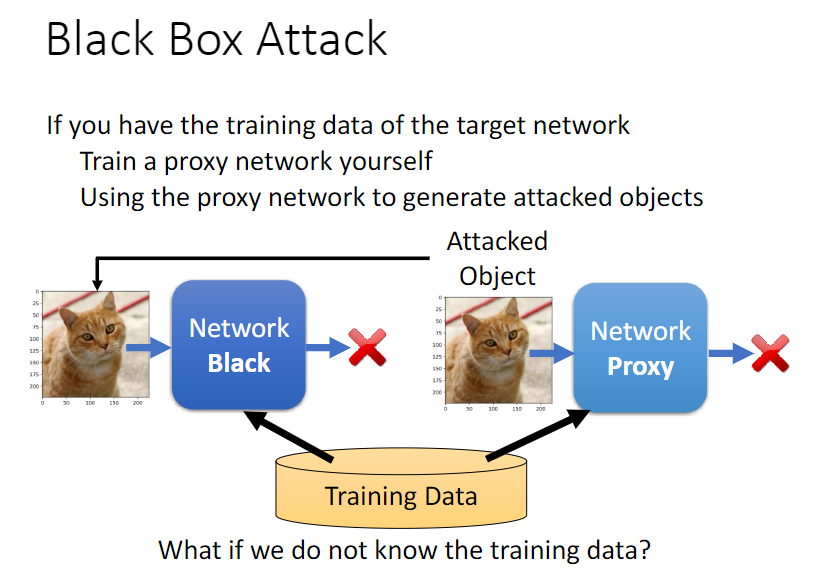 Black Box Attack
If you have the training data of the target network
Train a proxy network yourself
Using the proxy network to generate attacked objects
Attacked
Object
0
25
50
75
100
125
150
175
200
0 50 100 150 200
Network
Black
0
25
50
75
100
125
150
175
200
0 50 100 150 200
Network
Proxy
Training Data
What if we do not know the training data?